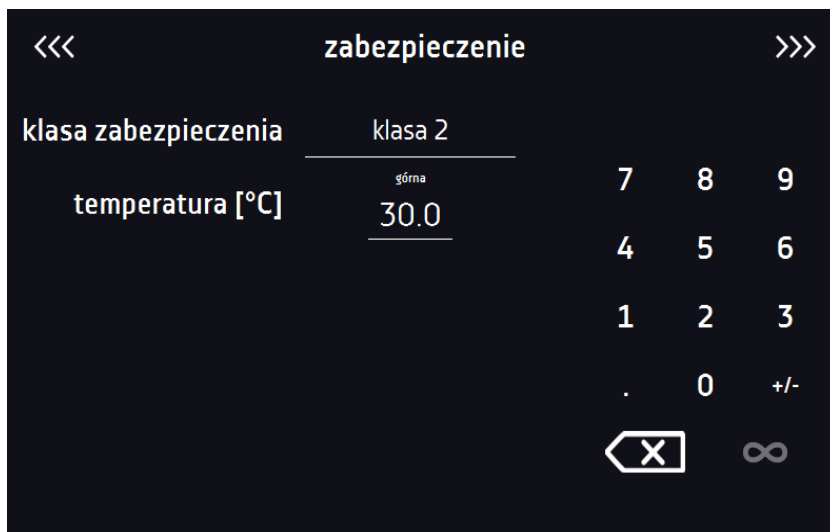 <<< zabezpieczenie >>>
klasa zabezpieczenia klasa 2
górna
temperatura [°C] 30.0
7 8 9
4 5 6
1 2 3
. 0 +/-
X ∞